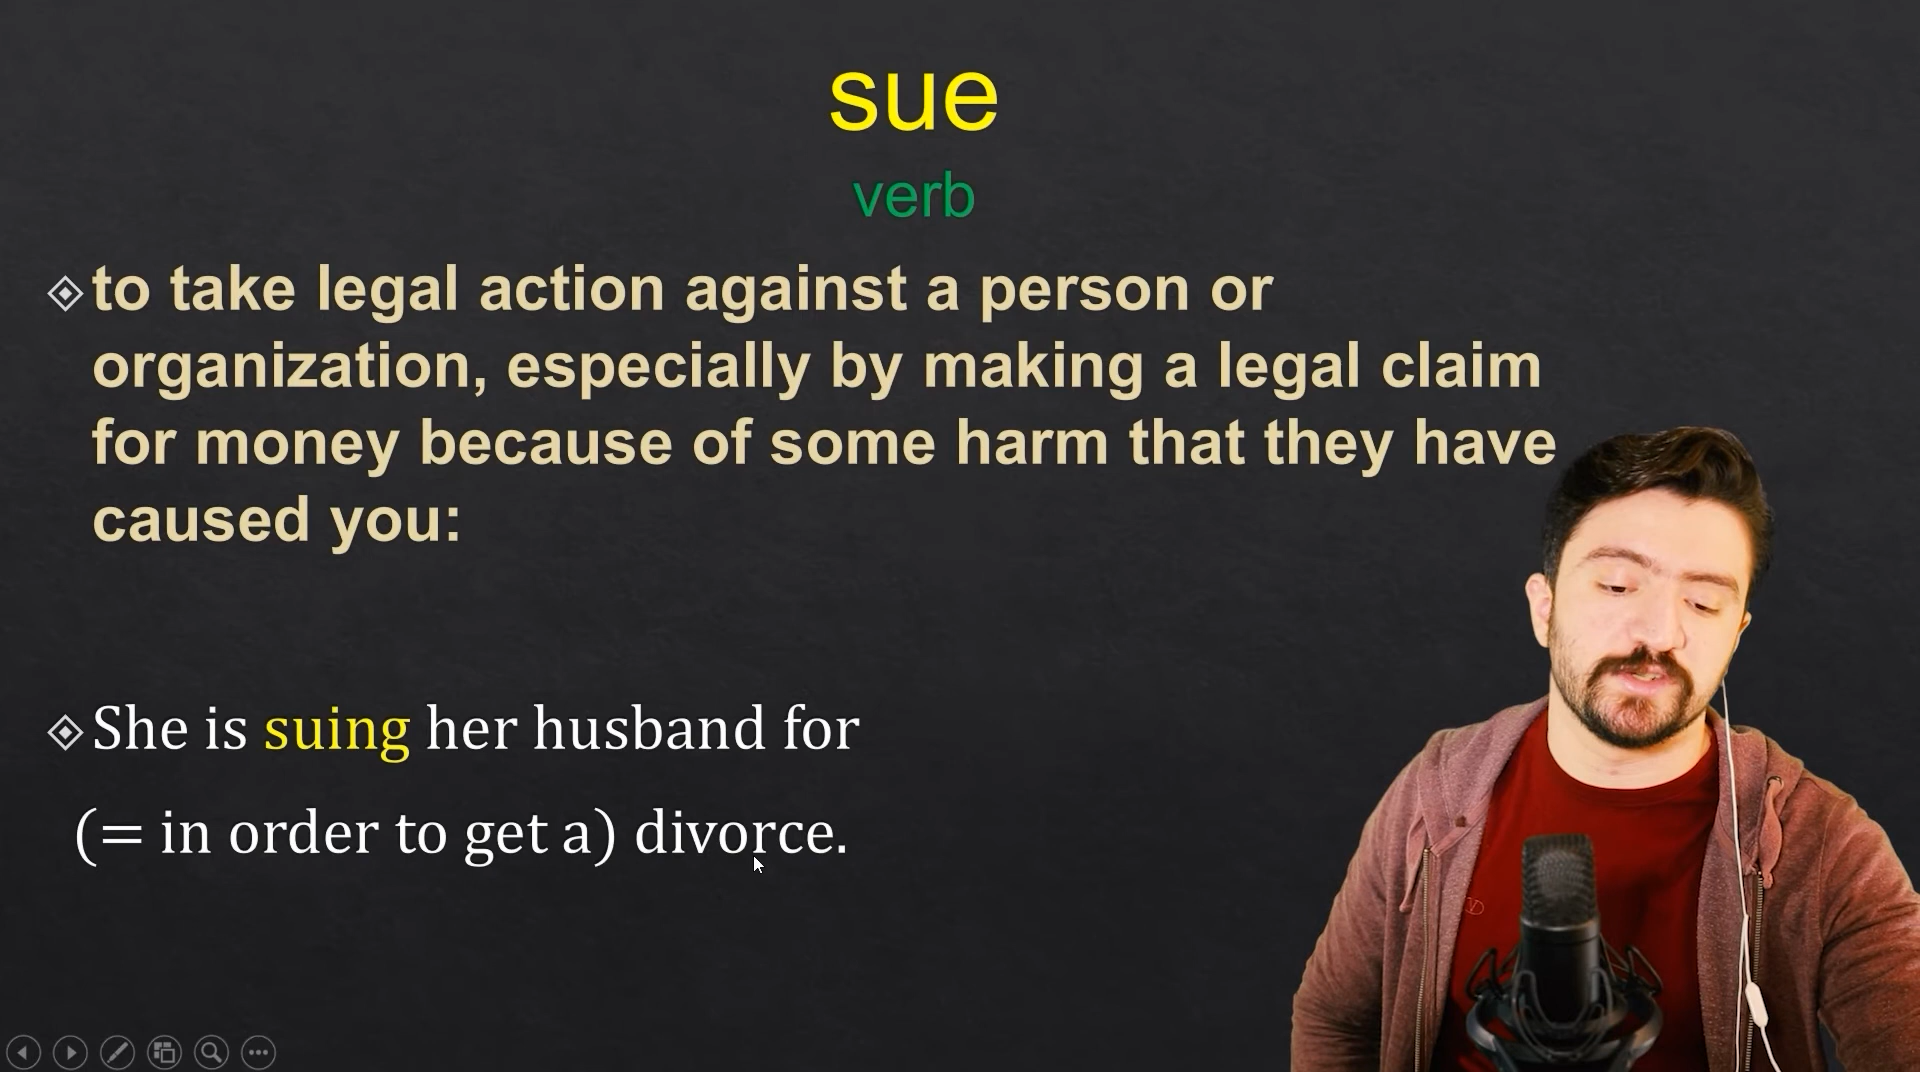 sue
verb
to take legal action against a person or
organization, especially by making a legal claim
for money because of some harm that they have
caused you:
She is suing her husband for
(= in order to get a) divorce.